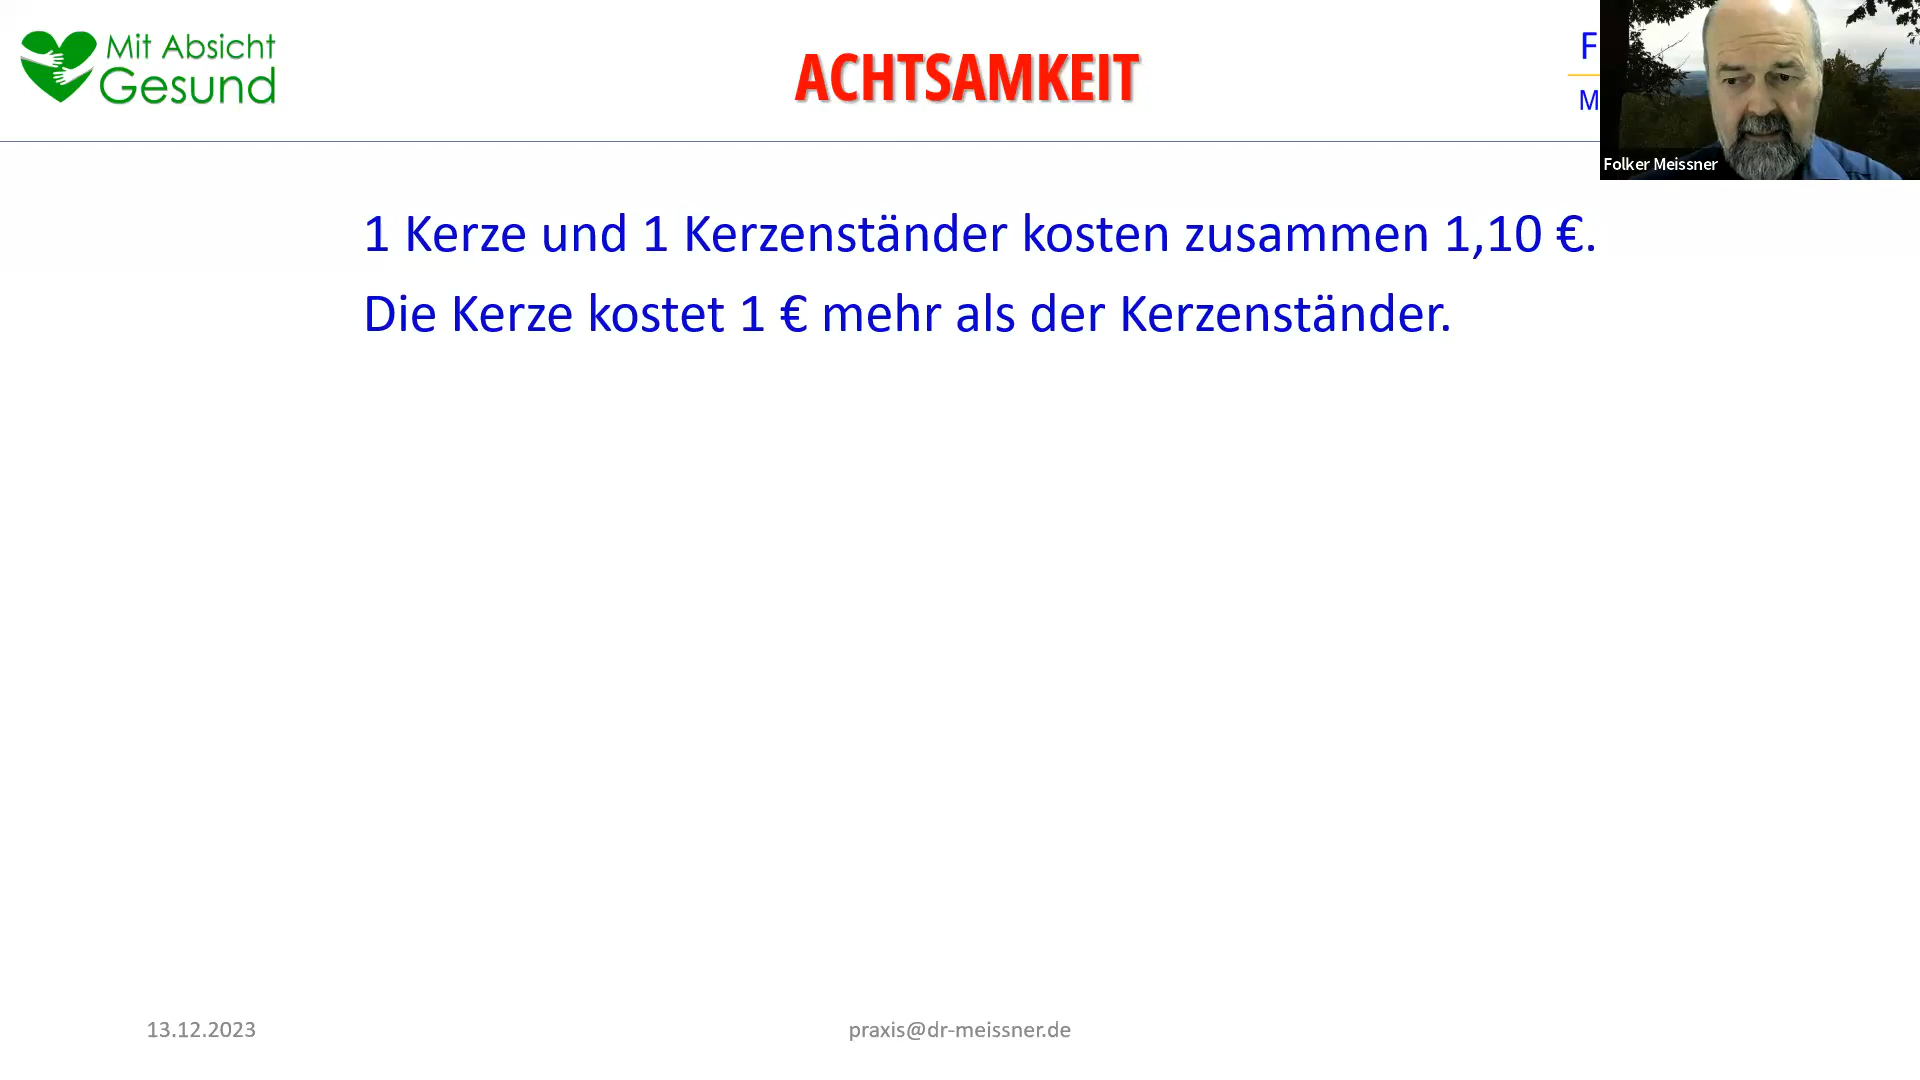 Mit Absicht
Gesund
ACHTSAMKEIT
F
M
Folker Meissner
1 Kerze und 1 Kerzenständer kosten zusammen 1,10 €.
Die Kerze kostet 1 € mehr als der Kerzenständer.
13.12.2023
praxis@dr-meissner.de